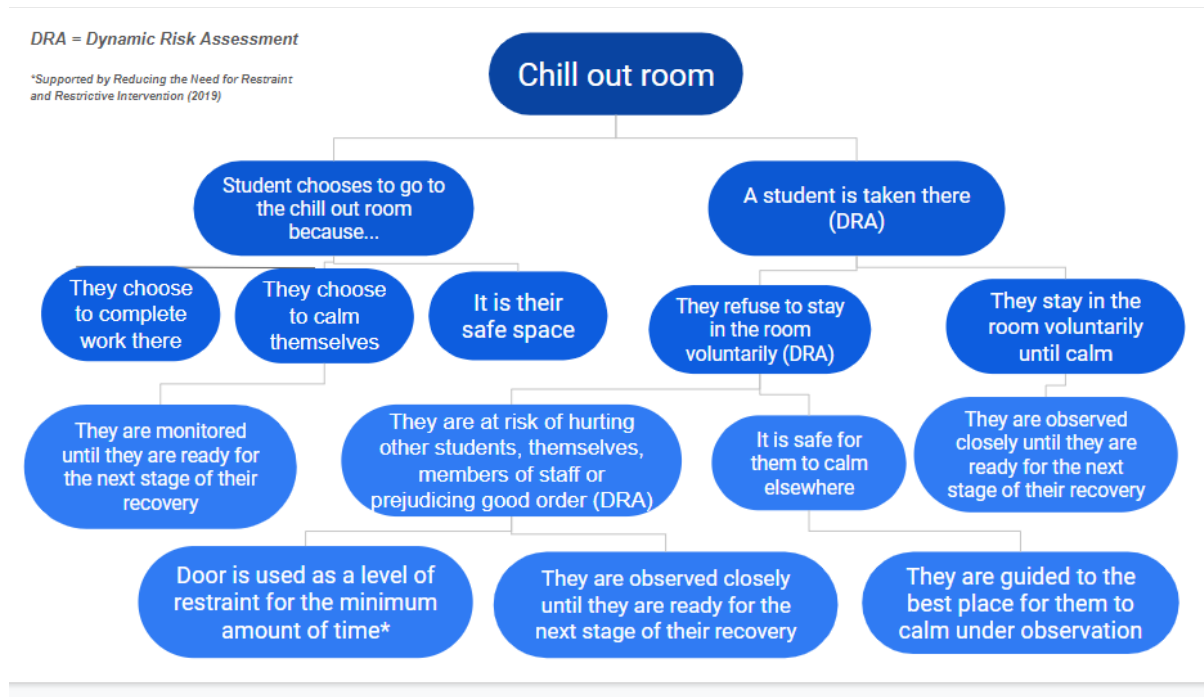 DRA = Dynamic Risk Assessment
*Supported by Reducing the Need for Restraint
and Restrictive Intervention (2019)
Chill out room
Student chooses to go to
the chill out room
because...
A student is taken there
(DRA)
They choose
to complete
work there
They choose
to calm
themselves
It is their
safe space
They refuse to stay
in the room
voluntarily (DRA)
They stay in the
room voluntarily
until calm
They are monitored
until they are ready for
the next stage of their
recovery
They are at risk of hurting
other students, themselves,
members of staff or
prejudicing good order (DRA)
It is safe for
them to calm
elsewhere
They are observed
closely until they are
ready for the next
stage of their recovery
Door is used as a level of
restraint for the minimum
amount of time*
They are observed closely
until they are ready for the
next stage of their recovery
They are guided to the
best place for them to
calm under observation